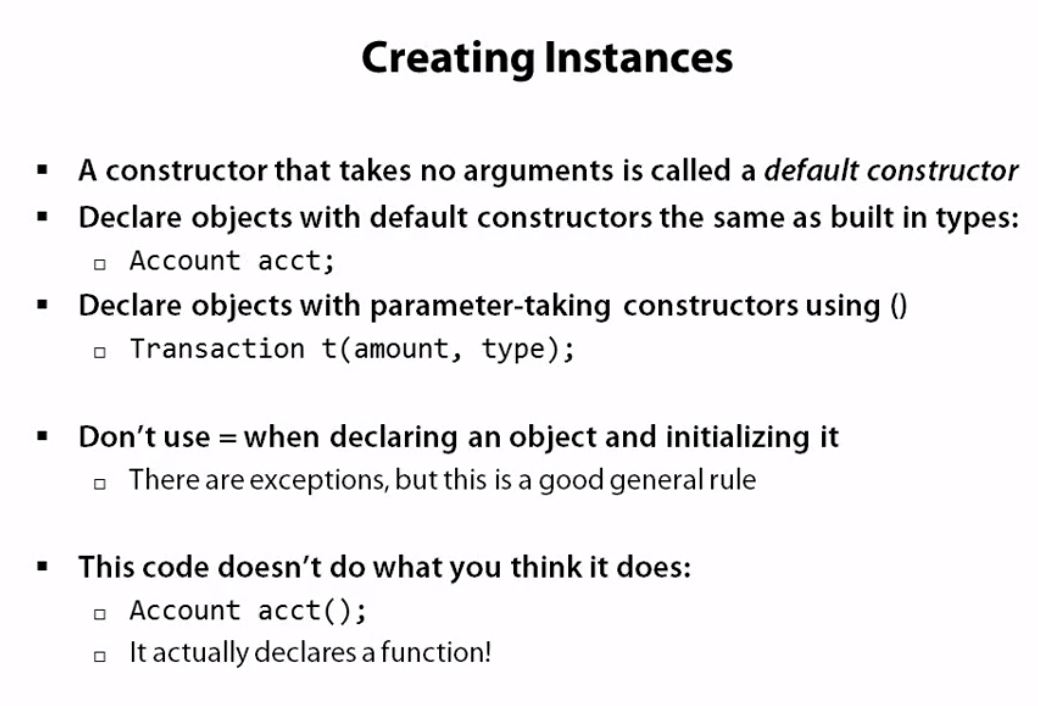 Creating Instances
▪ A constructor that takes no arguments is called a default constructor
▪ Declare objects with default constructors the same as built in types:
□ Account acct;
▪ Declare objects with parameter-taking constructors using ()
□ Transaction t(amount, type);
▪ Don’t use = when declaring an object and initializing it
□ There are exceptions, but this is a good general rule
▪ This code doesn’t do what you think it does:
□ Account acct();
□ It actually declares a function!